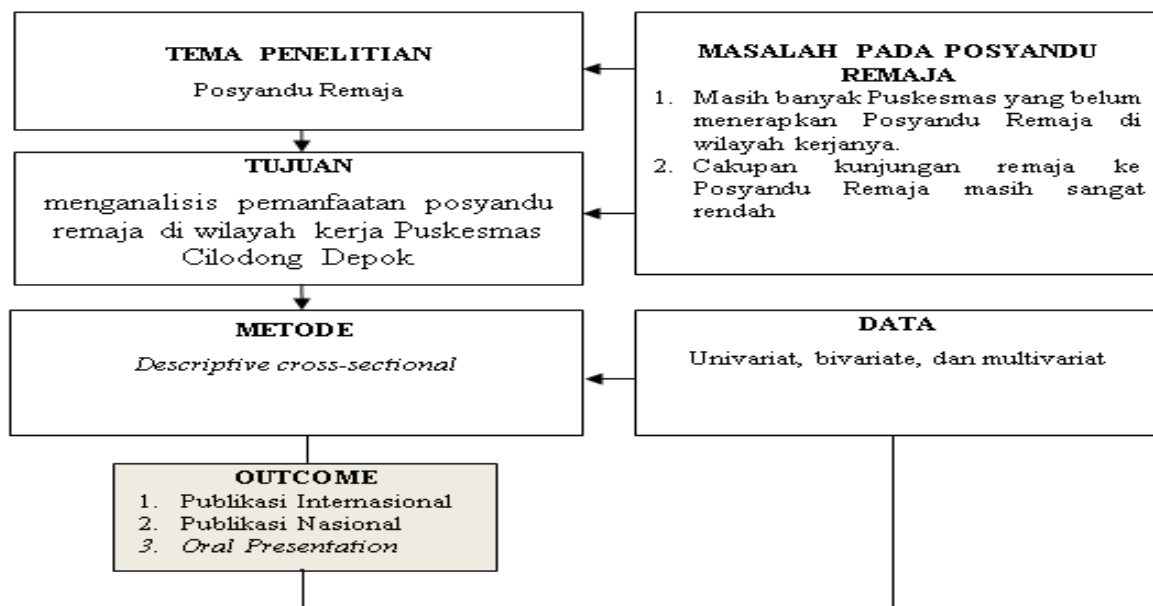 TEMA PENELITIAN
Posyandu Remaja
MASALAH PADA POSYANDU
REMAJA
1. Masih banyak Puskesmas yang belum
menerapkan Posyandu Remaja di
wilayah kerjanya.
2. Cakupan kunjungan remaja ke
Posyandu Remaja masih sangat
rendah
TUJUAN
menganalisis pemanfaatan posyandu
remaja di wilayah kerja Puskesmas
Cilodong Depok
METODE
Descriptive cross-sectional
DATA
Univariat, bivariate, dan multivariat
OUTCOME
1. Publikasi Internasional
2. Publikasi Nasional
3. Oral Presentation